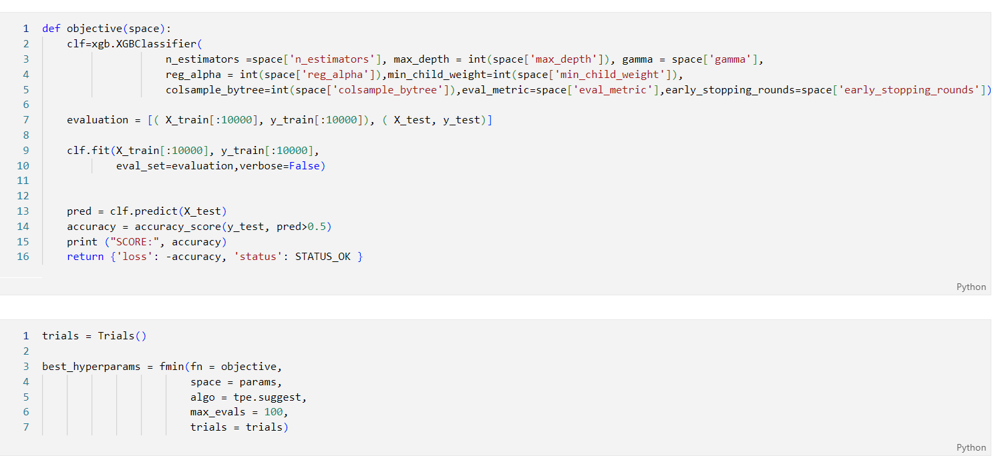 1 def objective(space):
2     clf=xgb.XGBClassifier(
3                     n_estimators =space['n_estimators'], max_depth = int(space['max_depth']), gamma = space['gamma'],
4                     reg_alpha = int(space['reg_alpha']),min_child_weight=int(space['min_child_weight']),
5                     colsample_bytree=int(space['colsample_bytree']),eval_metric=space['eval_metric'],early_stopping_rounds=space['early_stopping_rounds'])
6
7     evaluation = [( X_train[:10000], y_train[:10000]), ( X_test, y_test)]
8
9     clf.fit(X_train[:10000], y_train[:10000],
10             eval_set=evaluation,verbose=False)
11
12
13     pred = clf.predict(X_test)
14     accuracy = accuracy_score(y_test, pred>0.5)
15     print ("SCORE:", accuracy)
16     return {'loss': -accuracy, 'status': STATUS_OK }
Python
1 trials = Trials()
2
3 best_hyperparams = fmin(fn = objective,
4                         space = params,
5                         algo = tpe.suggest,
6                         max_evals = 100,
7                         trials = trials)
Python